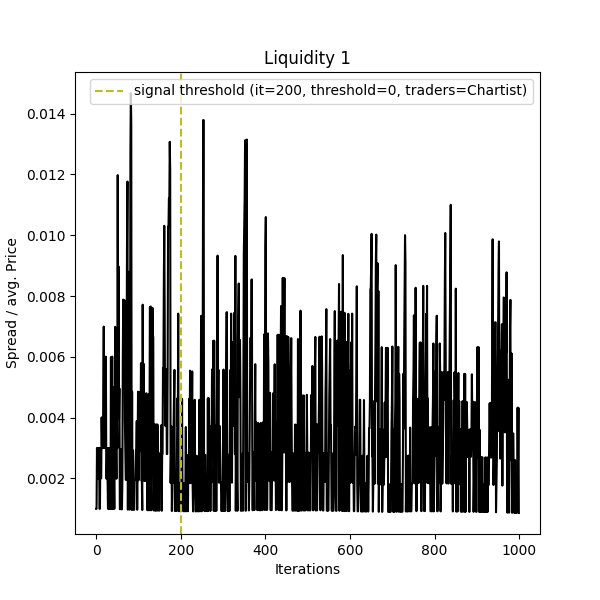 Liquidity 1
signal threshold (it=200, threshold=0, traders=Chartist)
Spread / avg. Price
0.014
0.012
0.010
0.008
0.006
0.004
0.002
0 200 400 600 800 1000
Iterations